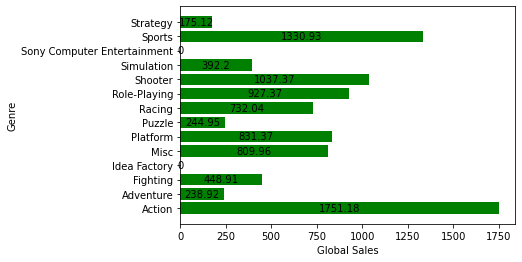 Genre
Strategy 175.12
Sports 1330.93
Sony Computer Entertainment 0
Simulation 392.2
Shooter 1037.37
Role-Playing 927.37
Racing 732.04
Puzzle 244.95
Platform 831.37
Misc 809.96
Idea Factory 0
Fighting 448.91
Adventure 238.92
Action 1751.18
0 250 500 750 1000 1250 1500 1750
Global Sales